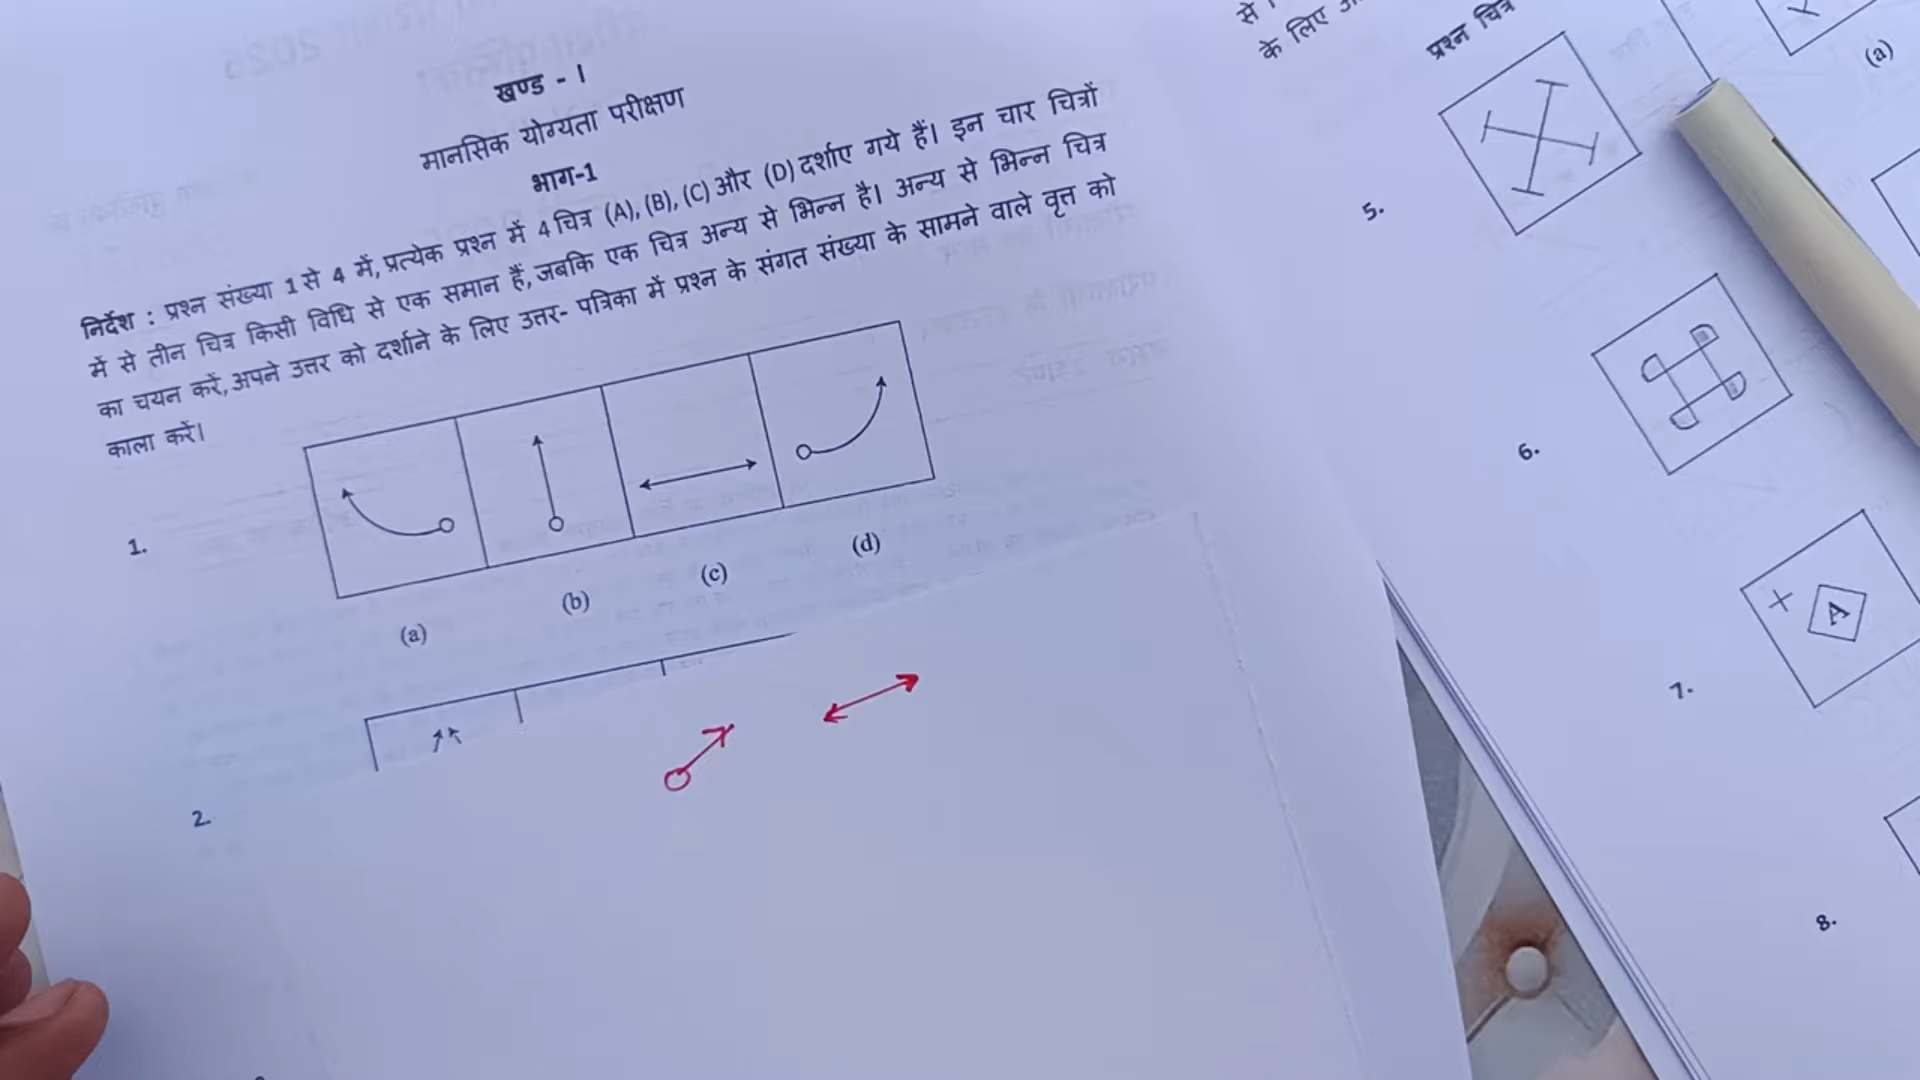 खण्ड - I
मानसिक योग्यता परीक्षण
भाग-1
निर्देश : प्रश्न संख्या 1 से 4 में, प्रत्येक प्रश्न में 4 चित्र (A), (B), (C) और (D) दर्शाए गये हैं। इन चार चित्रों
में से तीन चित्र किसी विधि से एक समान हैं, जबकि एक चित्र अन्य से भिन्न है। अन्य से भिन्न चित्र
का चयन करें, अपने उत्तर को दर्शाने के लिए उत्तर- पत्रिका में प्रश्न के संगत संख्या के सामने वाले वृत्त को
काला करें।
1.
(a)
(b)
(c)
(d)
2.
से
के लिए
प्रश्न चित्र
(a)
5.
6.
7.
A
8.